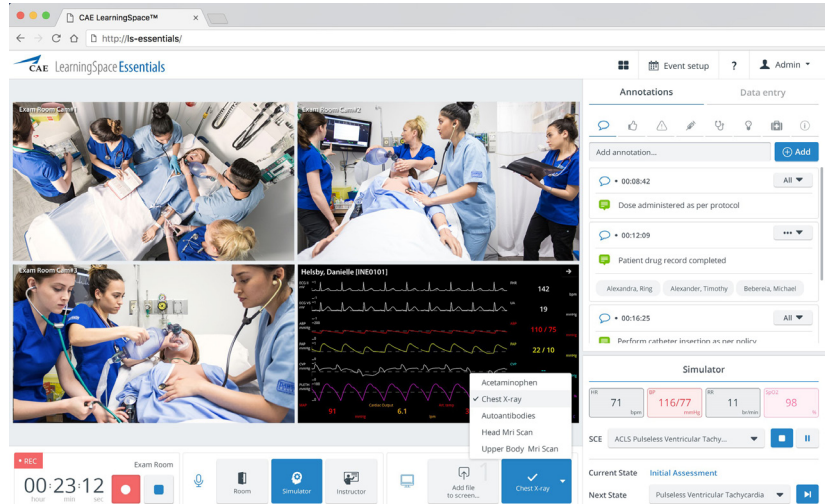 CAE LearningSpace™
http://ls-essentials/
CAE LearningSpace Essentials
Event setup
?
Admin
Exam Room Cam#1
Exam Room Cam#2
Exam Room Cam#3
Helsby, Danielle [INE0101]
142
bpm
19
110 / 75
22 / 10
91
Cardiac Output
6.1
Acetaminophen
Chest X-ray
Autoantibodies
Head Mri Scan
Upper Body Mri Scan
REC
Exam Room
00:23:12
hour min sec
Room
Simulator
Instructor
Add file
to screen...
Chest X-ray
Annotations
Data entry
Add annotation...
Add
00:08:42
All
Dose administered as per protocol
00:12:09
•••
Patient drug record completed
Alexandra, Ring
Alexander, Timothy
Bebereia, Michael
00:16:25
All
Perform catheter insertion as per policy
Simulator
HR
71
bpm
BP
116/77
mmHg
RR
11
br/min
SpO2
98
%
SCE
ACLS Pulseless Ventricular Tachy...
Current State
Initial Assessment
Next State
Pulseless Ventricular Tachycardia